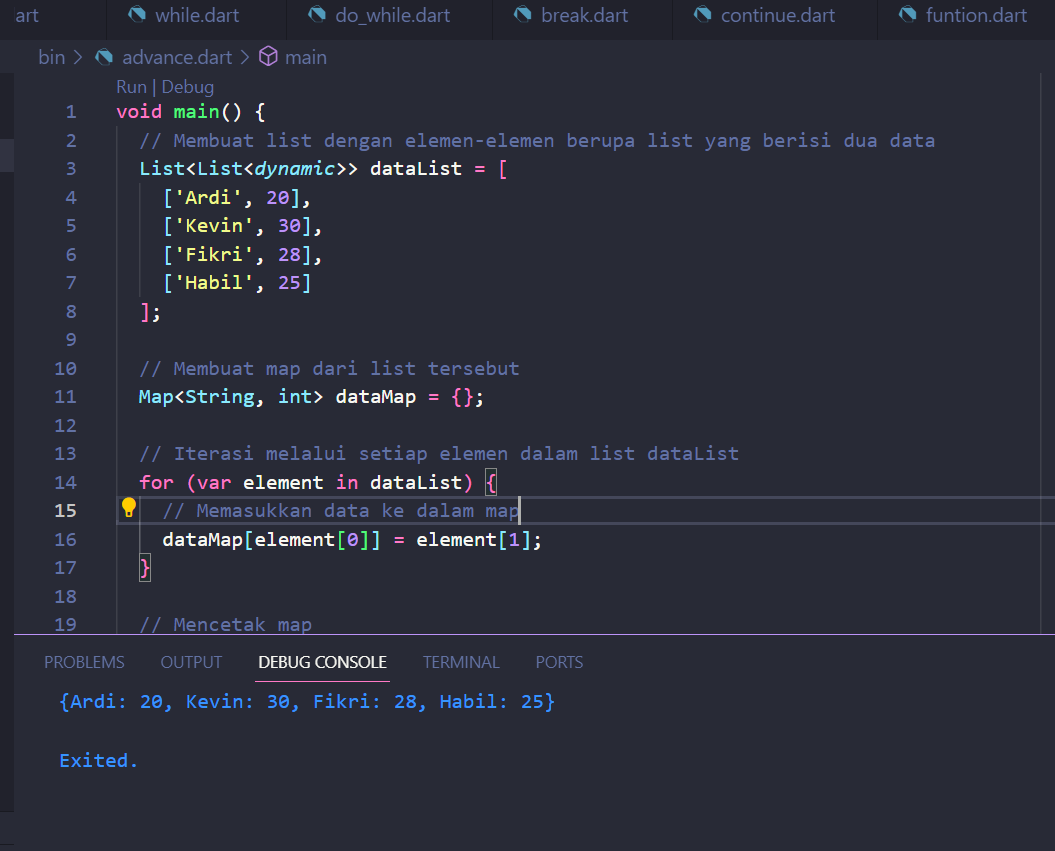 art while.dart do_while.dart break.dart continue.dart funtion.dart
bin > advance.dart > main
Run | Debug
1 void main() {
2 // Membuat list dengan elemen-elemen berupa list yang berisi dua data
3 List<List<dynamic>> dataList = [
4 ['Ardi', 20],
5 ['Kevin', 30],
6 ['Fikri', 28],
7 ['Habil', 25]
8 ];
9
10 // Membuat map dari list tersebut
11 Map<String, int> dataMap = {};
12
13 // Iterasi melalui setiap elemen dalam list dataList
14 for (var element in dataList) {
15 // Memasukkan data ke dalam map
16 dataMap[element[0]] = element[1];
17 }
18
19 // Mencetak map
PROBLEMS OUTPUT DEBUG CONSOLE TERMINAL PORTS
{Ardi: 20, Kevin: 30, Fikri: 28, Habil: 25}
Exited.